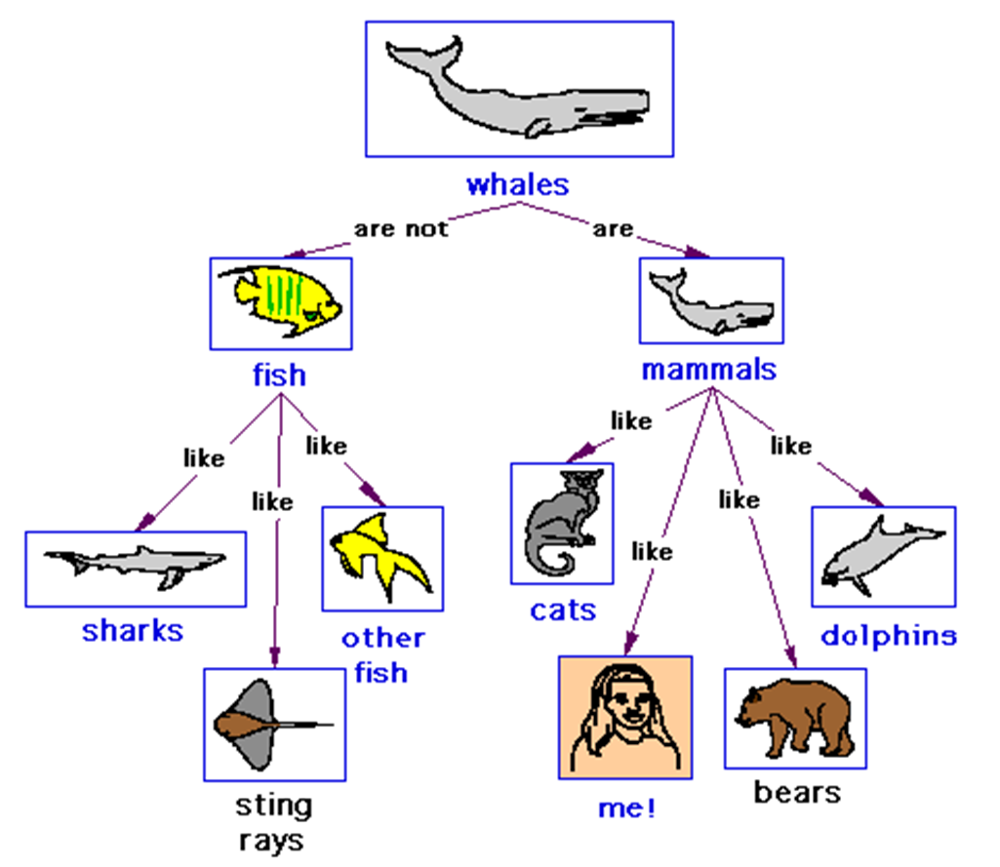 whales
are not
are
fish
mammals
like
like
like
like
like
like
like
cats
sharks
other
fish
dolphins
sting
rays
me!
bears